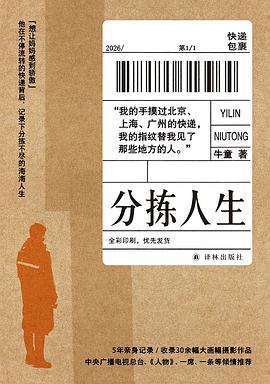 「想让妈妈感到骄傲」
他在不停流转的快递背后，记录下分拣不尽的海海人生
2026/
第1/1
快递
包裹
“我的手摸过北京、
上海、广州的快递，
我的指纹替我见了
那些地方的人。”
YILIN
NIUTONG
牛童 著
分拣人生
全彩印刷，优先发货
译林出版社
5年亲身记录／收录30余幅大画幅摄影作品
中央广播电视总台、《人物》、一席、一条等倾情推荐